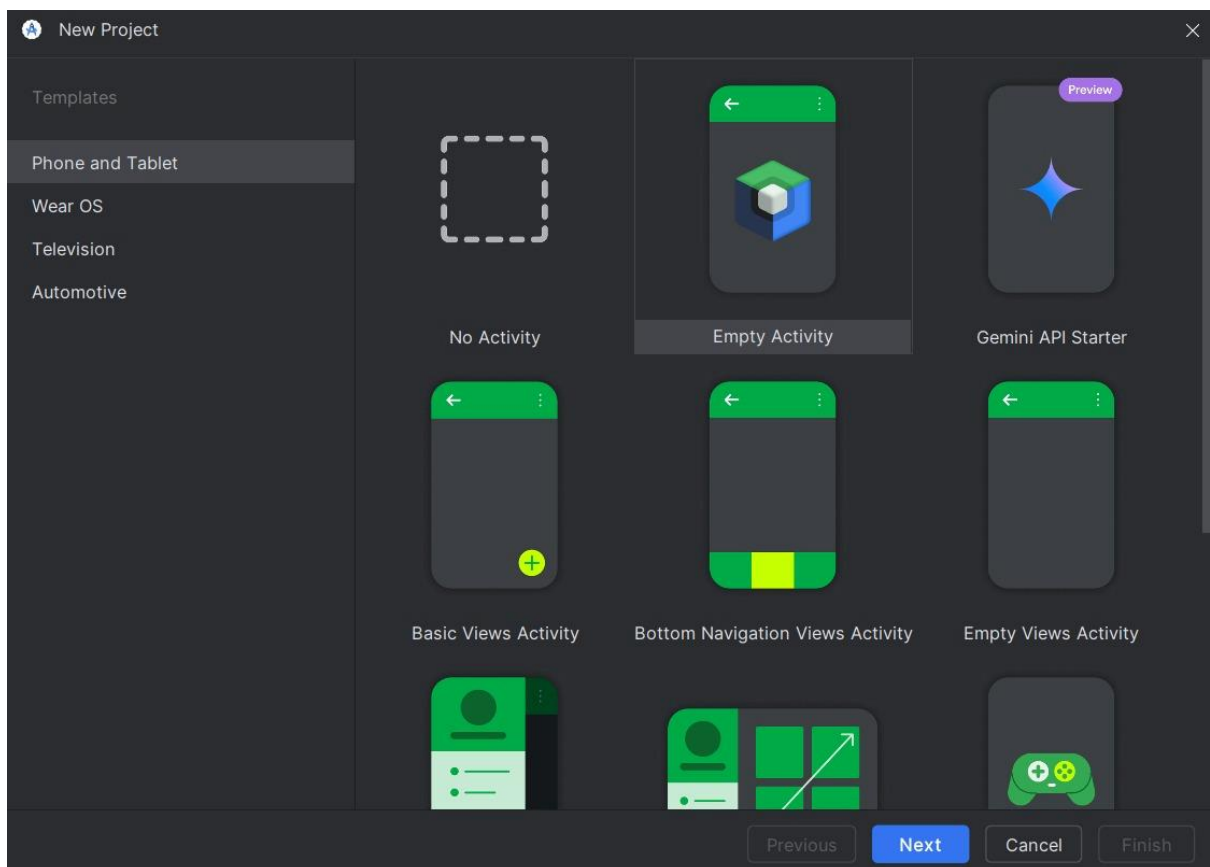 New Project
Templates
Phone and Tablet
Wear OS
Television
Automotive
Preview
No Activity
Empty Activity
Gemini API Starter
Basic Views Activity
Bottom Navigation Views Activity
Empty Views Activity
Previous
Next
Cancel
Finish